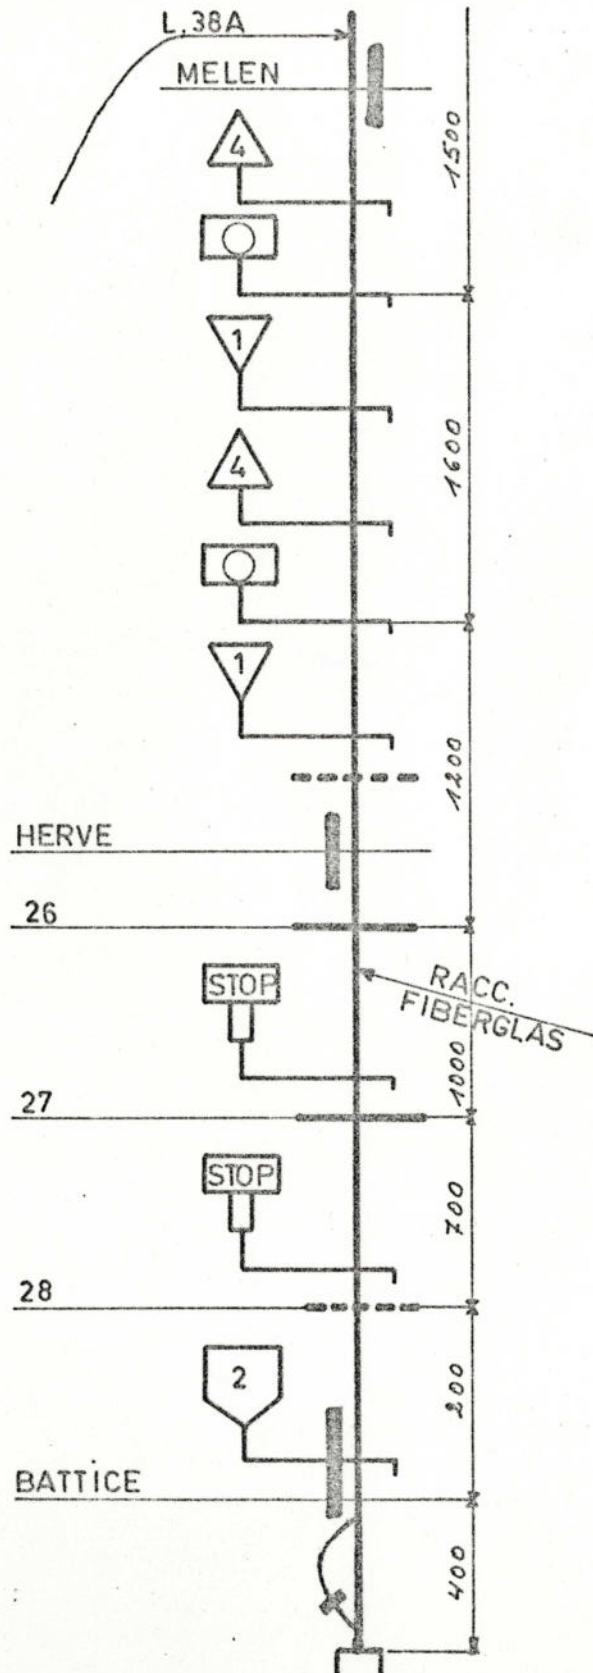 L.38A
MELEN
1500
4
1
1600
4
1
1200
HERVE
26
STOP
RACC.
FIBERGLAS
1000
27
STOP
700
28
2
200
BATTICE
400